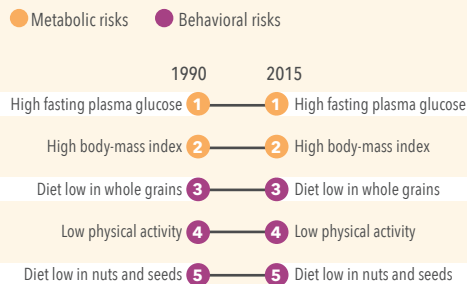 Metabolic risks Behavioral risks
1990 2015
High fasting plasma glucose 1 1 High fasting plasma glucose
High body-mass index 2 2 High body-mass index
Diet low in whole grains 3 3 Diet low in whole grains
Low physical activity 4 4 Low physical activity
Diet low in nuts and seeds 5 5 Diet low in nuts and seeds